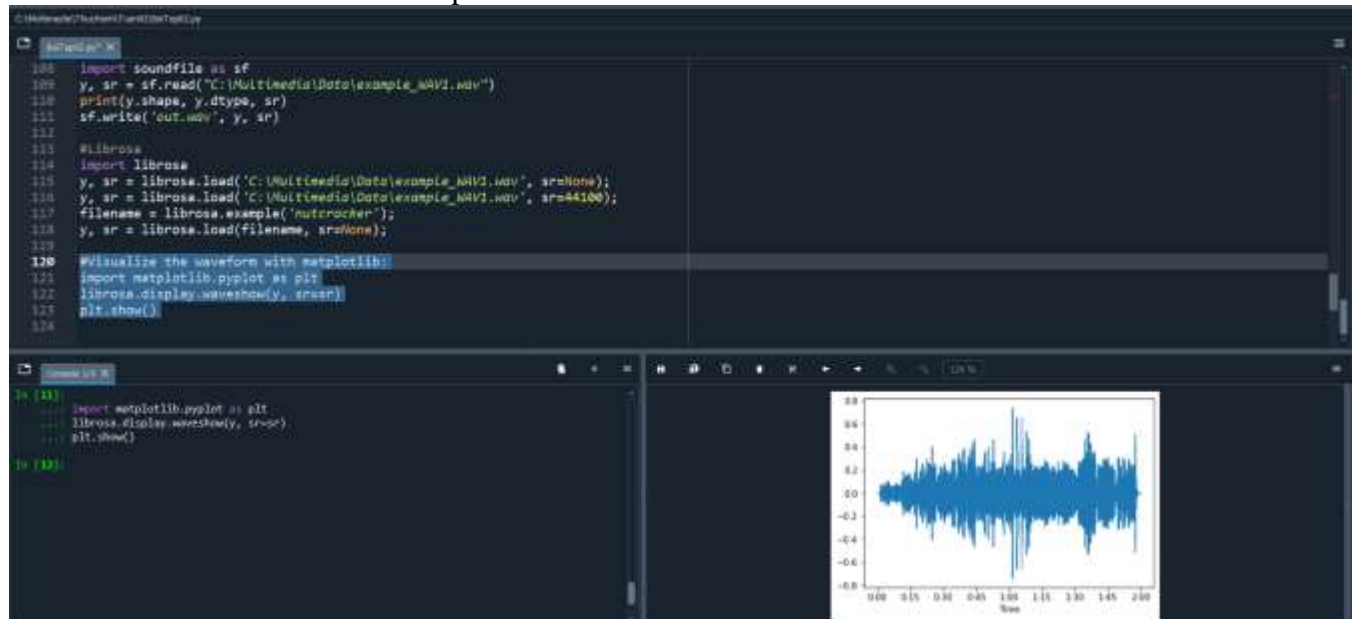 108 import soundfile as sf
109 y, sr = sf.read("C:\Multimedia\Data\example_WAV1.wav")
110 print(y.shape, y.dtype, sr)
111 sf.write('out.wav', y, sr)
112
113 #Librosa
114 import librosa
115 y, sr = librosa.load('C:\Multimedia\Data\example_WAV1.wav', sr=None);
116 y, sr = librosa.load('C:\Multimedia\Data\example_WAV1.wav', sr=44100);
117 filename = librosa.example('nutcracker');
118 y, sr = librosa.load(filename, sr=None);
119
120 #Visualize the waveform with matplotlib:
121 import matplotlib.pyplot as plt
122 librosa.display.waveshow(y, sr=sr)
123 plt.show()
124
In [11]:
...: import matplotlib.pyplot as plt
...: librosa.display.waveshow(y, sr=sr)
...: plt.show()
In [12]:
124 %
0.8
0.6
0.4
0.2
0.0
-0.2
-0.4
-0.6
-0.8
0:00 0:15 0:30 0:45 1:00 1:15 1:30 1:45 2:00
Time